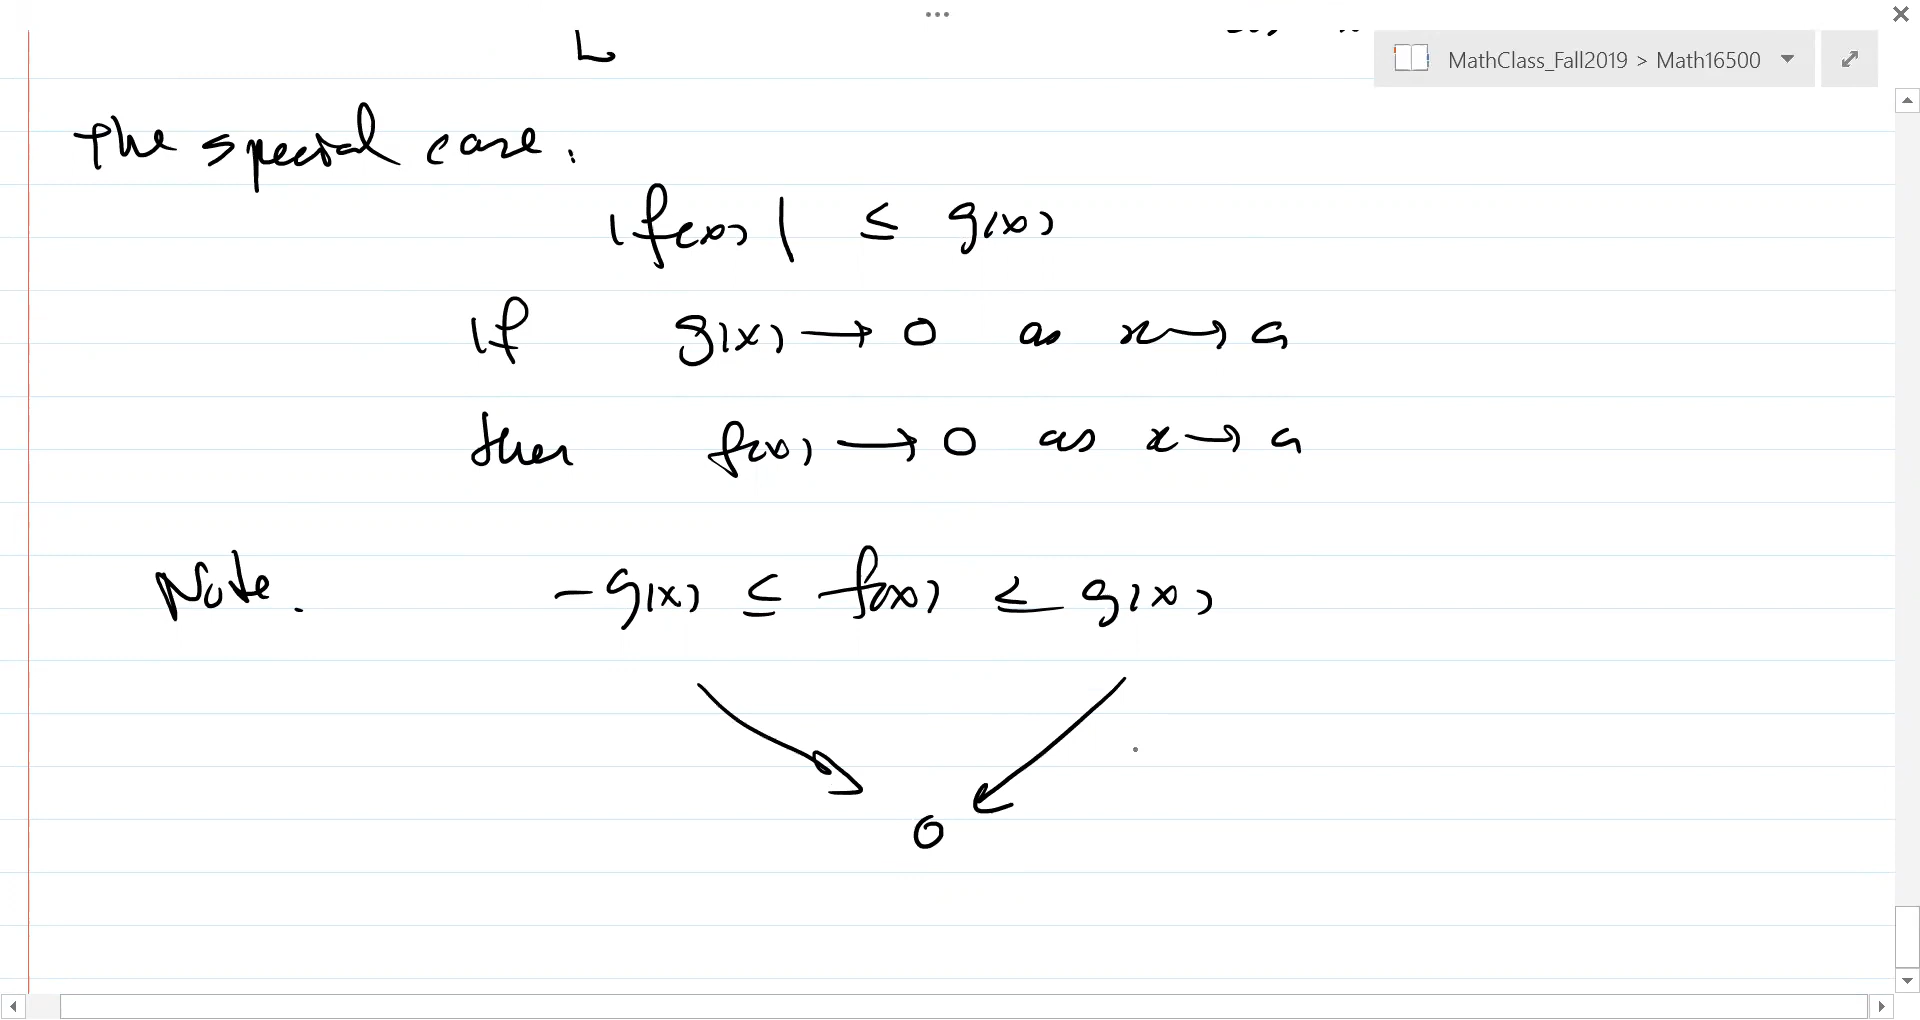 MathClass_Fall2019 > Math16500
The special case.
|f(x)| ≤ g(x)
if g(x) → 0 as x → a
then f(x) → 0 as x → a
Note. -g(x) ≤ f(x) ≤ g(x)
0